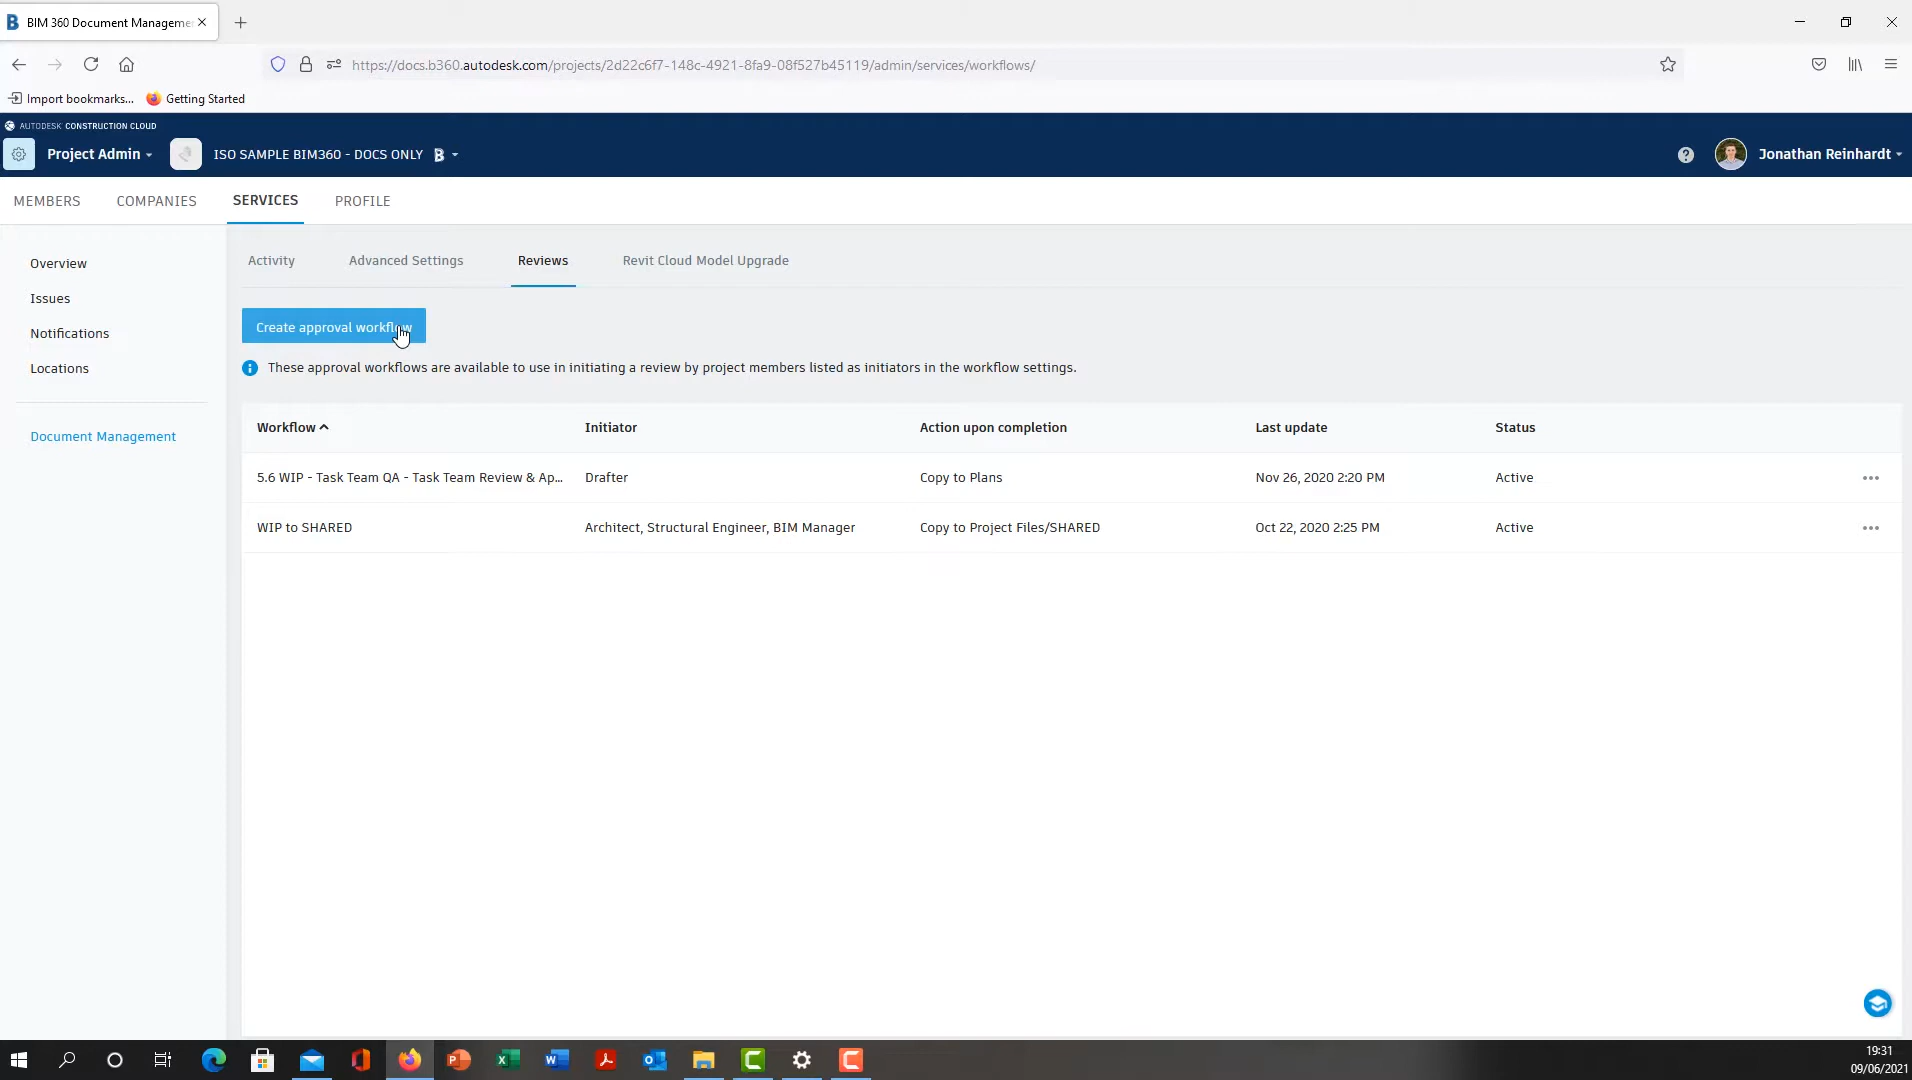 BIM 360 Document Manageme
https://docs.b360.autodesk.com/projects/2d22c6f7-148c-4921-8fa9-08f527b45119/admin/services/workflows/
Import bookmarks... Getting Started
AUTODESK CONSTRUCTION CLOUD
Project Admin ISO SAMPLE BIM360 - DOCS ONLY Jonathan Reinhardt
MEMBERS COMPANIES SERVICES PROFILE
Overview
Issues
Notifications
Locations
Document Management
Activity Advanced Settings Reviews Revit Cloud Model Upgrade
Create approval workflow
These approval workflows are available to use in initiating a review by project members listed as initiators in the workflow settings.
Workflow Initiator Action upon completion Last update Status
5.6 WIP - Task Team QA - Task Team Review & Ap... Drafter Copy to Plans Nov 26, 2020 2:20 PM Active
WIP to SHARED Architect, Structural Engineer, BIM Manager Copy to Project Files/SHARED Oct 22, 2020 2:25 PM Active
19:31
09/06/2021